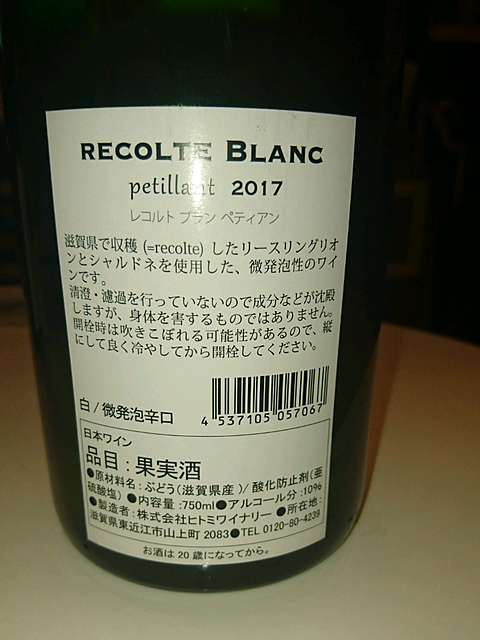 RECOLTE BLANC
petillant 2017
レコルト ブラン ペティアン
滋賀県で収穫 (=recolte) したリースリングリオ
ンとシャルドネを使用した、微発泡性のワイ
ンです。
清澄・濾過を行っていないので成分などが沈殿
しますが、身体を害するものではありません。
開栓時は吹きこぼれる可能性があるので、縦
にして良く冷やしてから開栓してください。
白/微発泡辛口
4 537105 057067
日本ワイン
品目:果実酒
●原材料名:ぶどう(滋賀県産)/酸化防止剤(亜
硫酸塩) ●内容量:750ml●アルコール分:10%
●製造者:株式会社ヒトミワイナリー ●所在地:
滋賀県東近江市山上町 2083●TEL 0120-80-4239
お酒は20歳になってから。